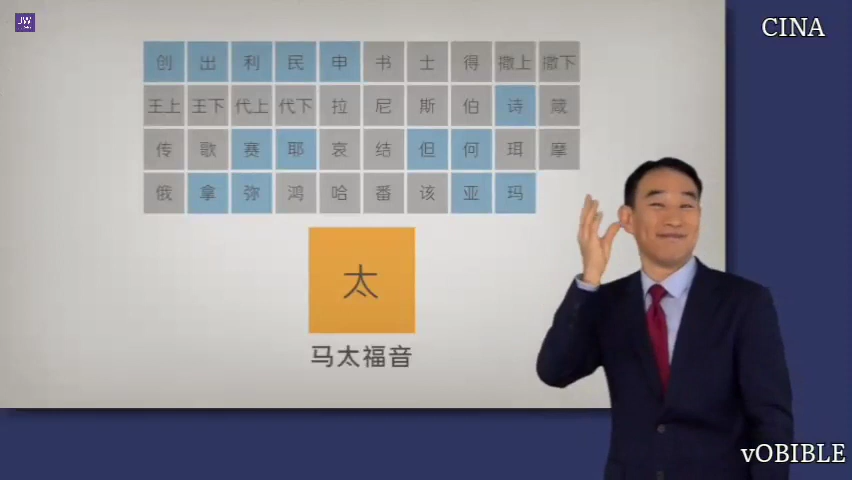 JW
CINA
创 出 利 民 申 书 士 得 撒上 撒下
王上 王下 代上 代下 拉 尼 斯 伯 诗 箴
传 歌 赛 耶 哀 结 但 何 珥 摩
俄 拿 弥 鸿 哈 番 该 亚 玛
太
马太福音
vOBIBLE